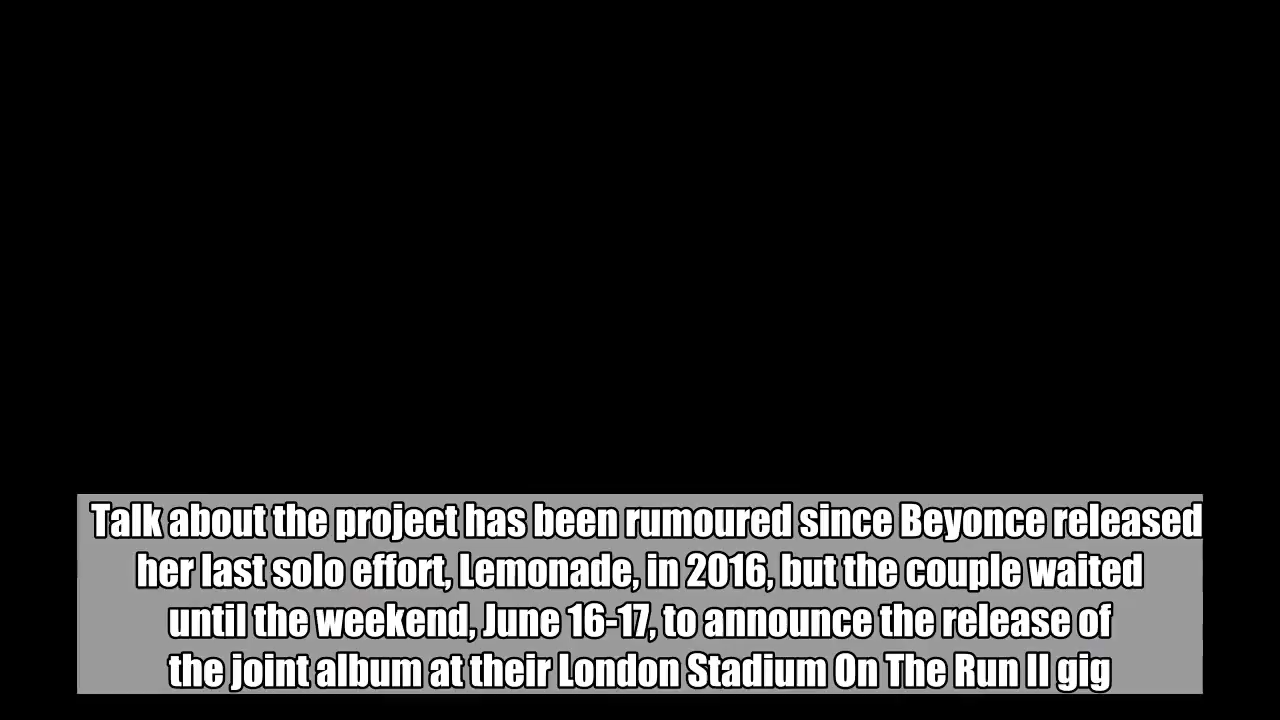 Talk about the project has been rumoured since Beyonce released
her last solo effort, Lemonade, in 2016, but the couple waited
until the weekend, June 16-17, to announce the release of
the joint album at their London Stadium On The Run II gig